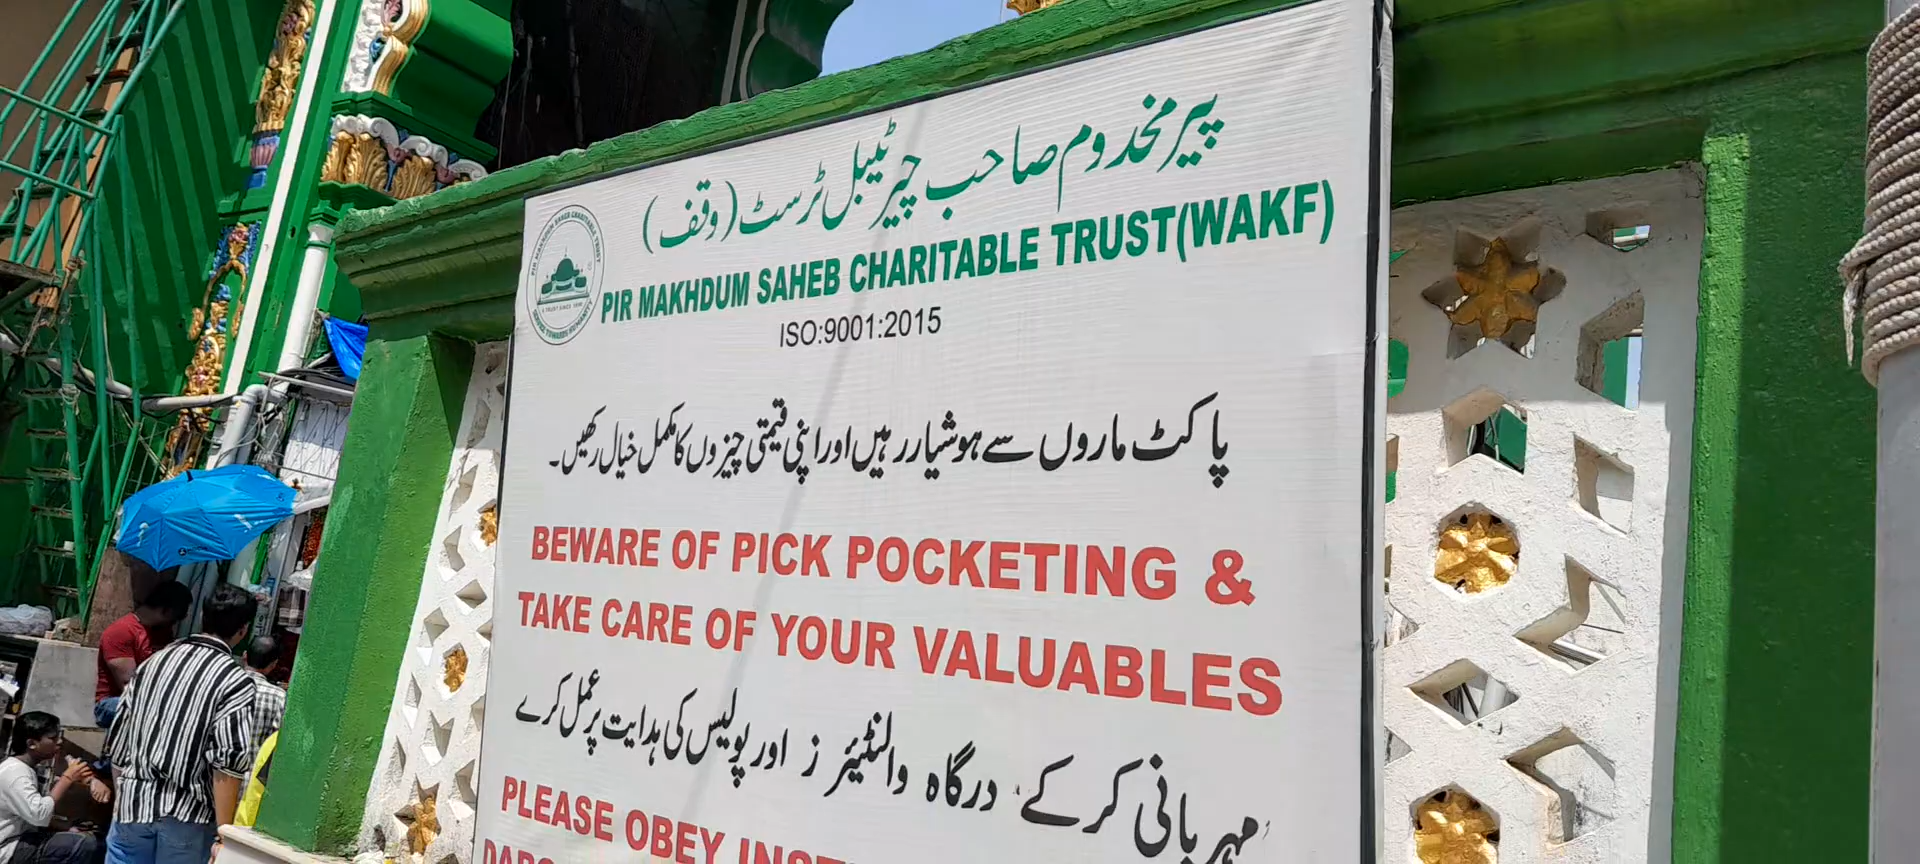 پیر مخدوم صاحب چیرٹیبل ٹرسٹ (وقف)
PIR MAKHDUM SAHEB CHARITABLE TRUST(WAKF)
ISO:9001:2015
پاکٹ ماروں سے ہوشیار رہیں اور اپنی قیمتی چیزوں کا مکمل خیال رکھیں۔
BEWARE OF PICK POCKETING &
TAKE CARE OF YOUR VALUABLES
مہربانی کرکے درگاہ والنٹیئرز اور پولیس کی ہدایت پر عمل کرے
PLEASE OBEY